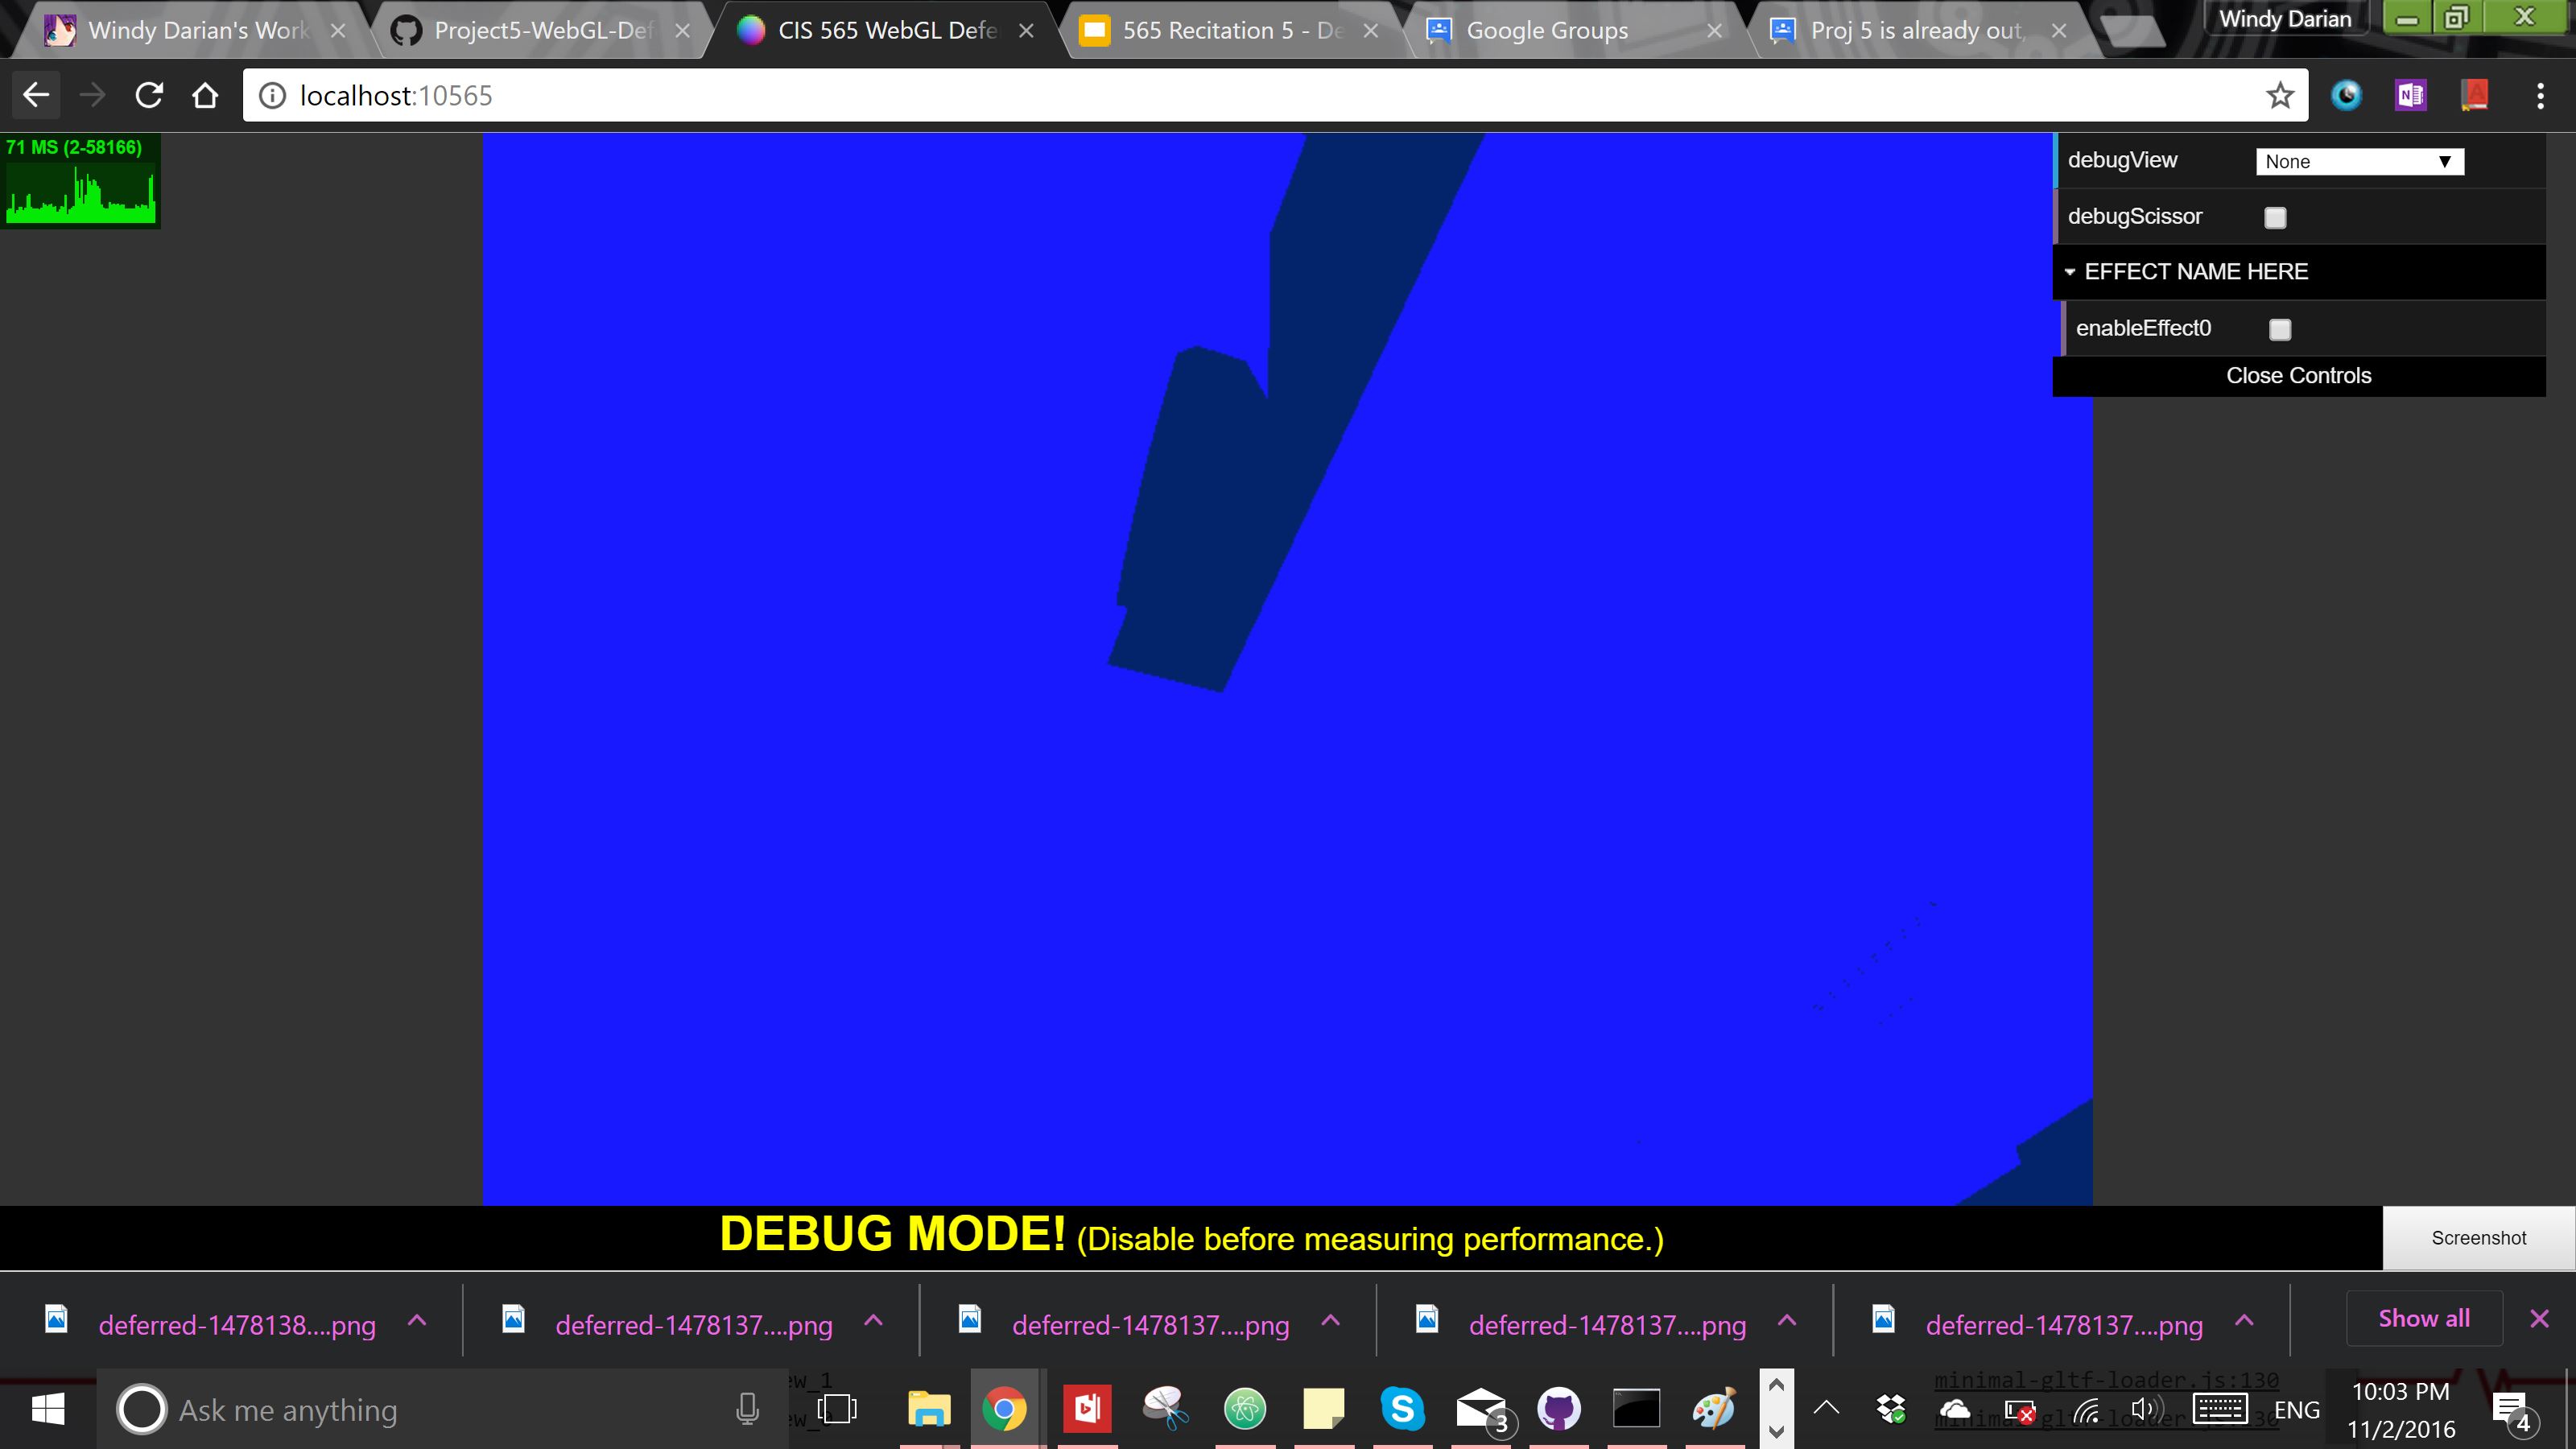 Windy Darian's Work
Project5-WebGL-Def
CIS 565 WebGL Defe
565 Recitation 5 - De
Google Groups
Proj 5 is already out,
Windy Darian
localhost:10565
71 MS (2-58166)
debugView
None
debugScissor
EFFECT NAME HERE
enableEffect0
Close Controls
DEBUG MODE! (Disable before measuring performance.)
Screenshot
deferred-1478138....png
deferred-1478137....png
deferred-1478137....png
deferred-1478137....png
deferred-1478137....png
Show all
ew_1
minimal-gltf-loader.js:130
Ask me anything
3
ENG
10:03 PM
11/2/2016
4